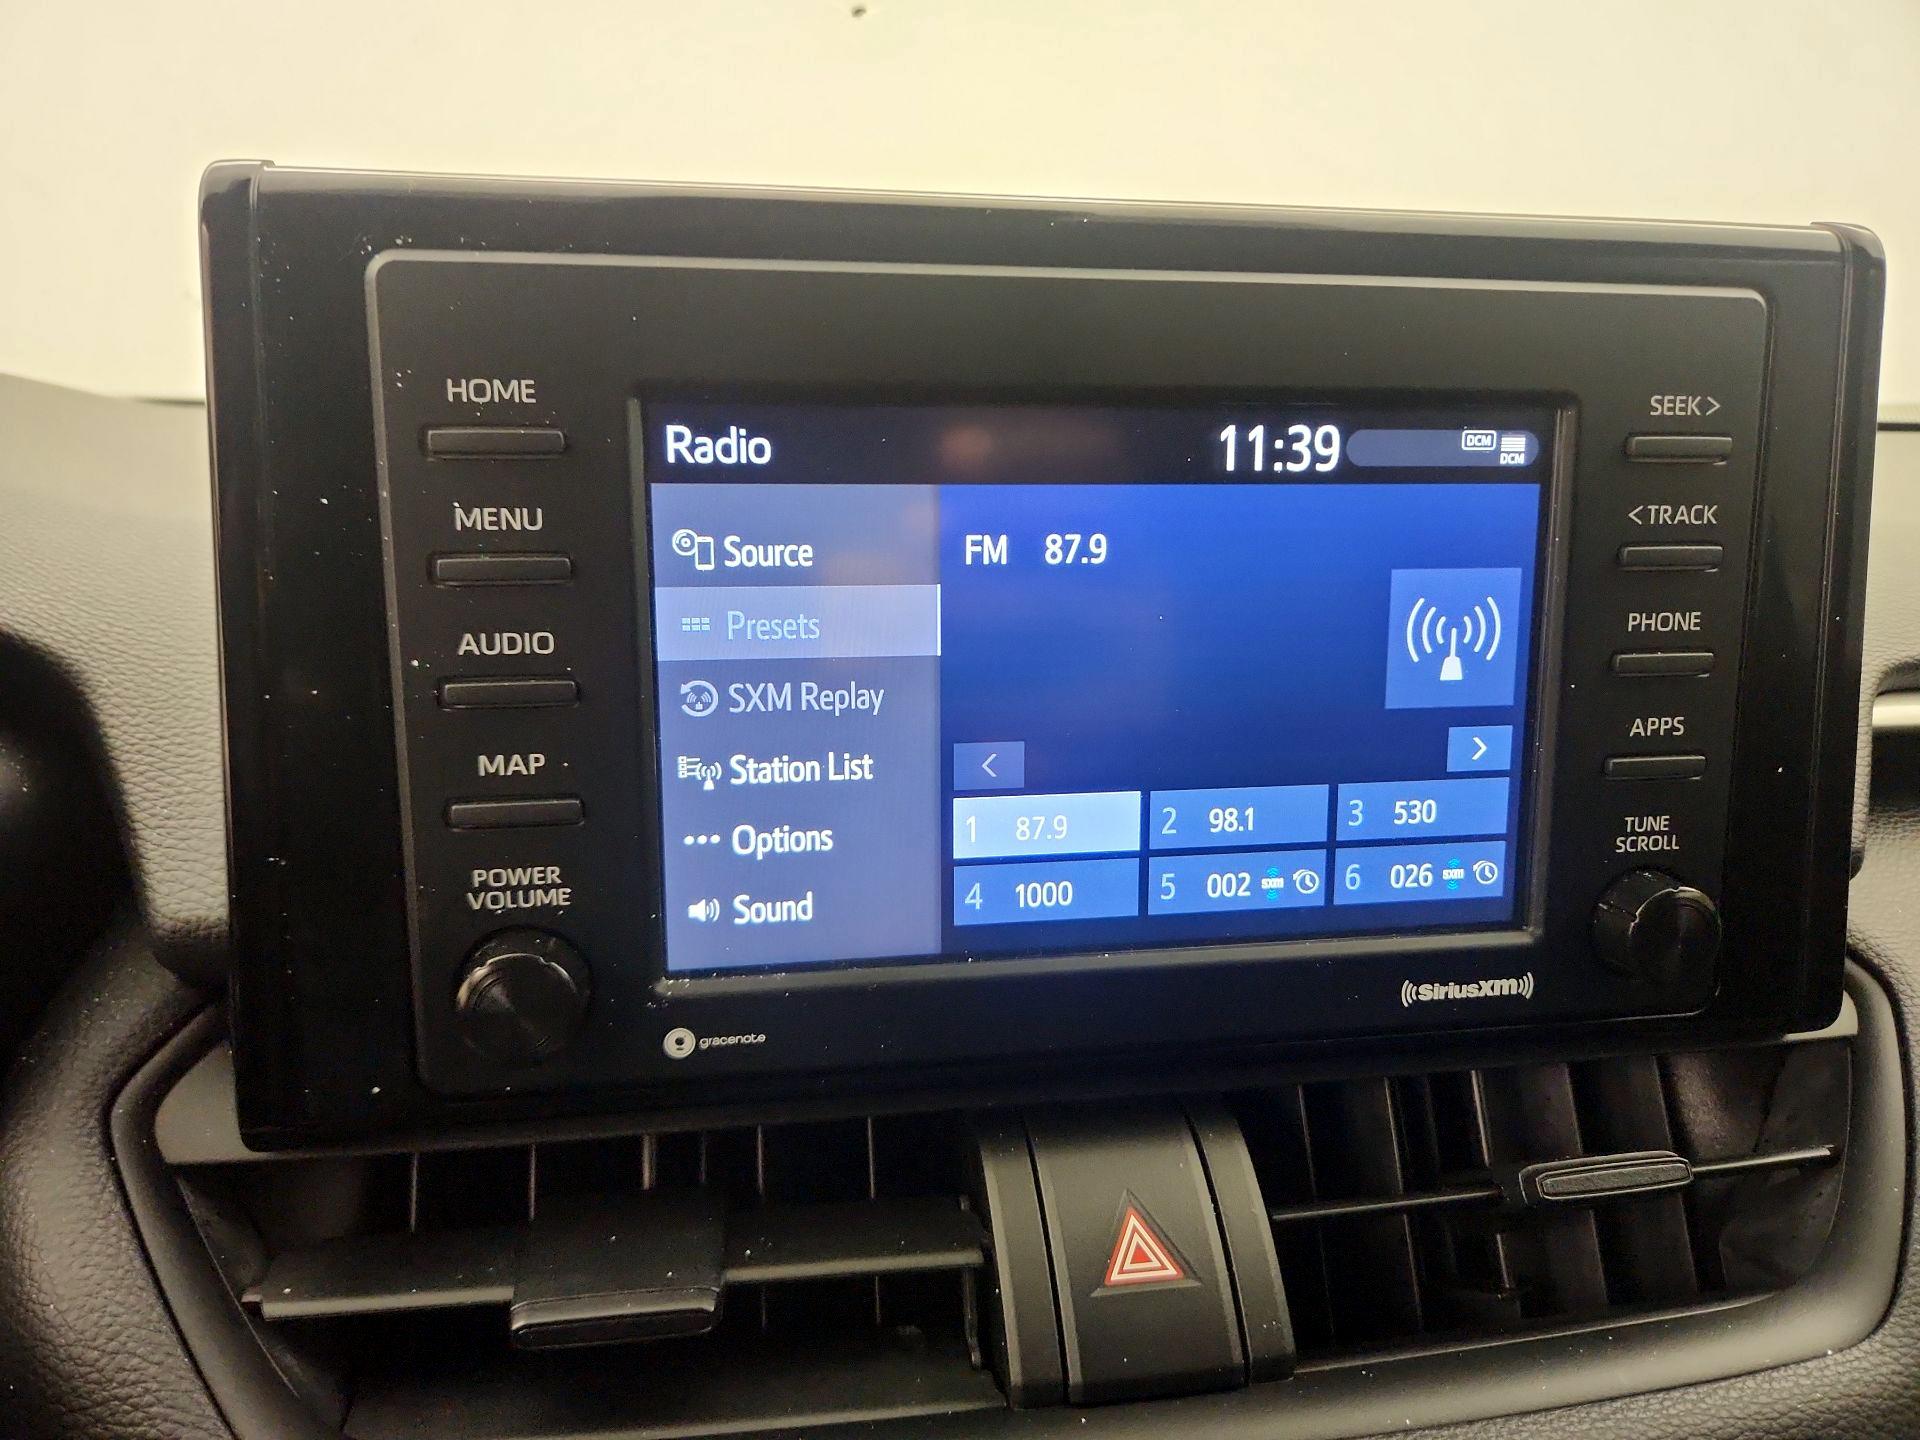 HOME
MENU
AUDIO
MAP
POWER
VOLUME
Radio
11:39
DCM
DCM
Source
Presets
SXM Replay
Station List
Options
Sound
FM 87.9
<
>
1 87.9
2 98.1
3 530
4 1000
5 002 SXM
6 026 SXM
SEEK >
< TRACK
PHONE
APPS
TUNE
SCROLL
gracenote
((SiriusXM))